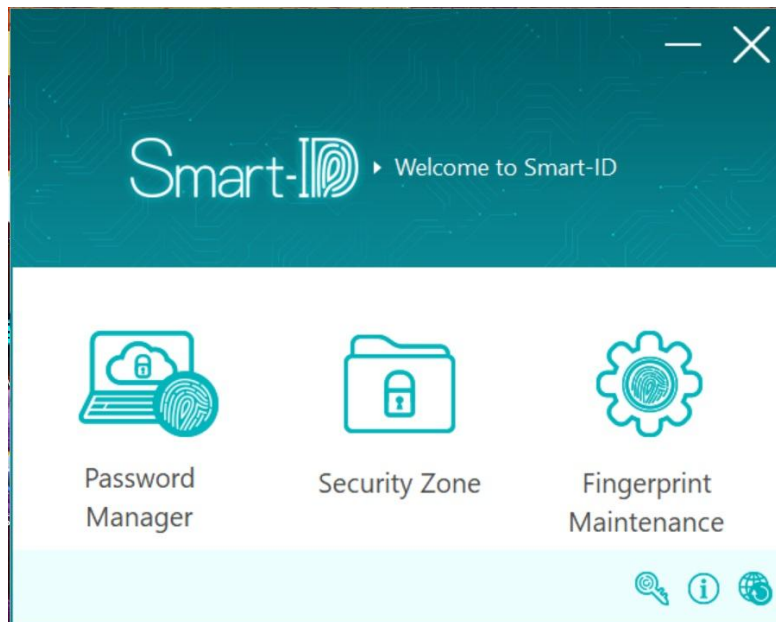 Smart-ID
Welcome to Smart-ID
Password
Manager
Security Zone
Fingerprint
Maintenance